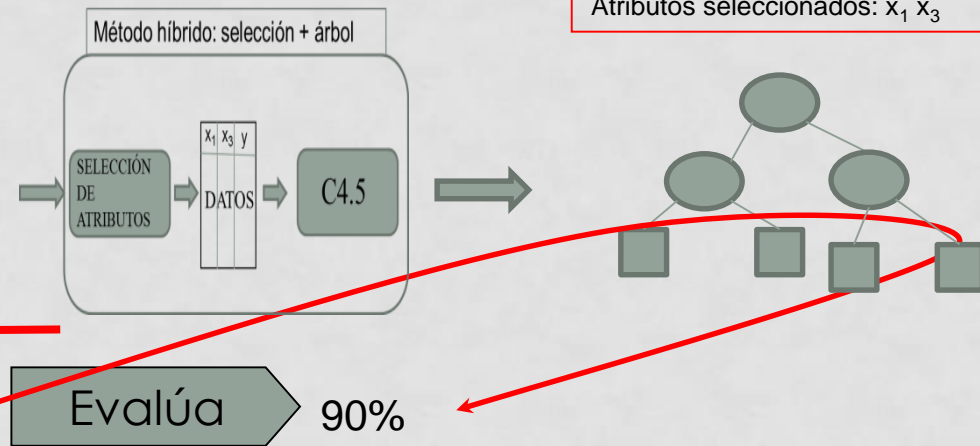 Atributos seleccionados: x₁ x₃
Método híbrido: selección + árbol
SELECCIÓN
DE
ATRIBUTOS
x₁ x₃ y
DATOS
C4.5
Evalúa
90%